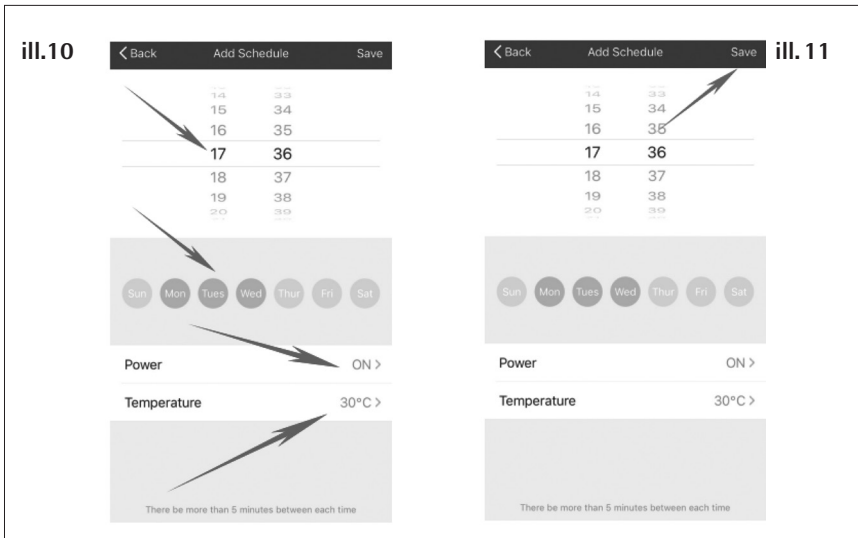 ill.10
Back Add Schedule Save
14 33
15 34
16 35
17 36
18 37
19 38
20 39
Sun Mon Tues Wed Thur Fri Sat
Power ON >
Temperature 30°C >
There be more than 5 minutes between each time
ill. 11
Back Add Schedule Save
14 33
15 34
16 35
17 36
18 37
19 38
20 39
Sun Mon Tues Wed Thur Fri Sat
Power ON >
Temperature 30°C >
There be more than 5 minutes between each time